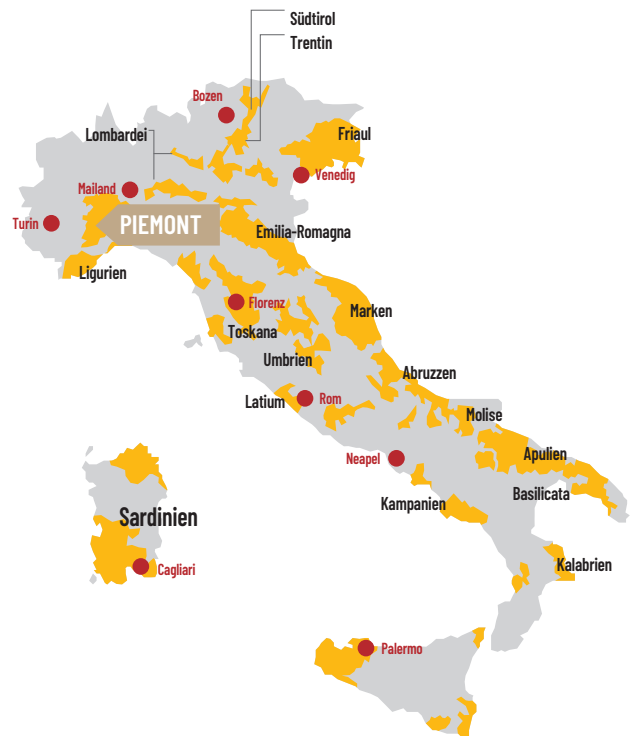 Südtirol
Trentin
Bozen
Lombardei
Friaul
Venedig
Mailand
Turin
PIEMONT
Emilia-Romagna
Ligurien
Florenz
Marken
Toskana
Umbrien
Abruzzen
Latium
Rom
Molise
Neapel
Apulien
Basilicata
Kampanien
Sardinien
Kalabrien
Cagliari
Palermo